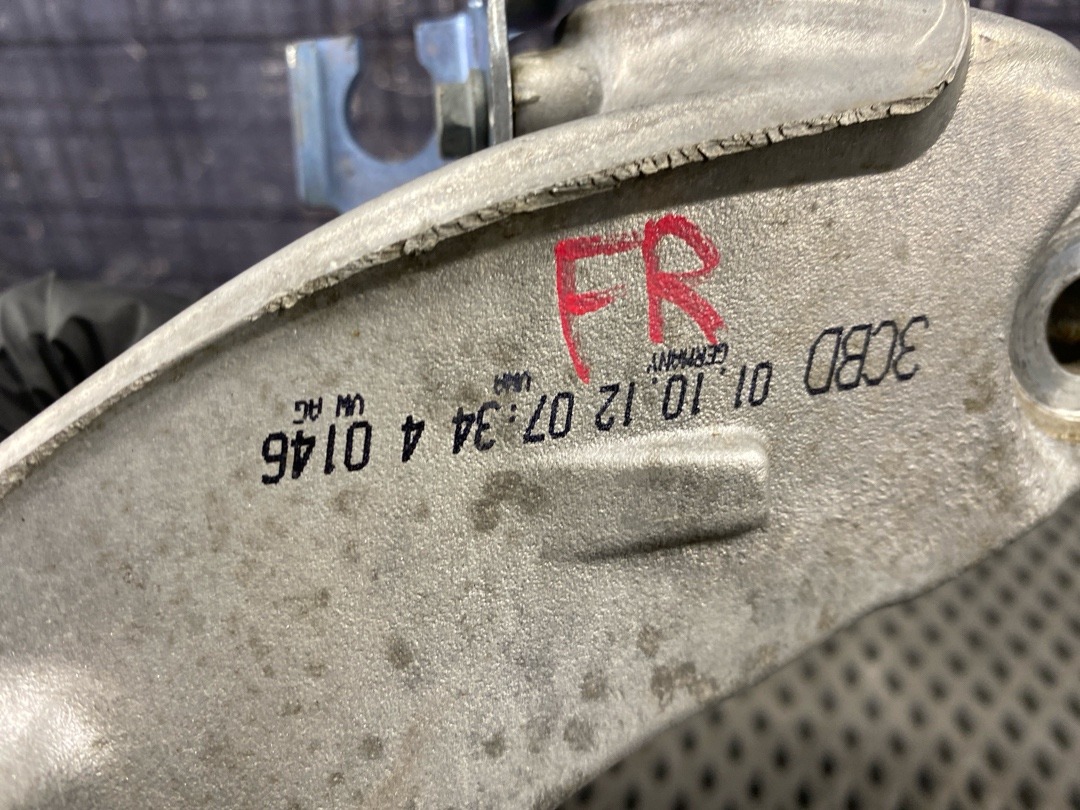 FR
3CBD 01.10.12 07:34 4 0146
GERMANY VW AG